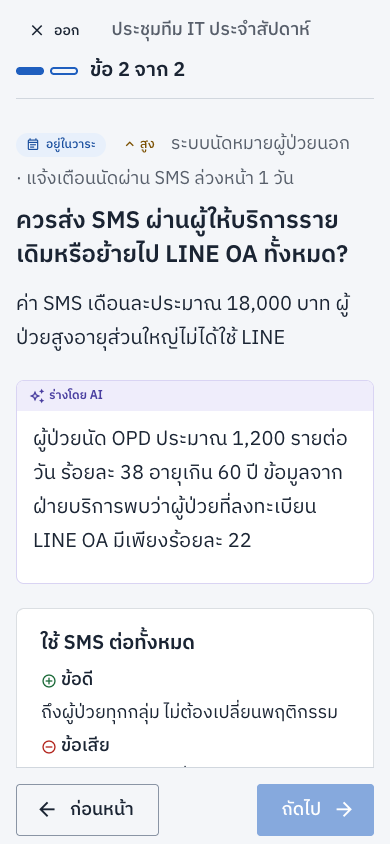 ออก ประชุมทีม IT ประจำสัปดาห์
ข้อ 2 จาก 2
อยู่ในวาระ สูง ระบบนัดหมายผู้ป่วยนอก
· แจ้งเตือนนัดผ่าน SMS ล่วงหน้า 1 วัน
ควรส่ง SMS ผ่านผู้ให้บริการราย
เดิมหรือย้ายไป LINE OA ทั้งหมด?
ค่า SMS เดือนละประมาณ 18,000 บาท ผู้
ป่วยสูงอายุส่วนใหญ่ไม่ได้ใช้ LINE
ร่างโดย AI
ผู้ป่วยนัด OPD ประมาณ 1,200 รายต่อ
วัน ร้อยละ 38 อายุเกิน 60 ปี ข้อมูลจาก
ฝ่ายบริการพบว่าผู้ป่วยที่ลงทะเบียน
LINE OA มีเพียงร้อยละ 22
ใช้ SMS ต่อทั้งหมด
ข้อดี
ถึงผู้ป่วยทุกกลุ่ม ไม่ต้องเปลี่ยนพฤติกรรม
ข้อเสีย
ก่อนหน้า ถัดไป